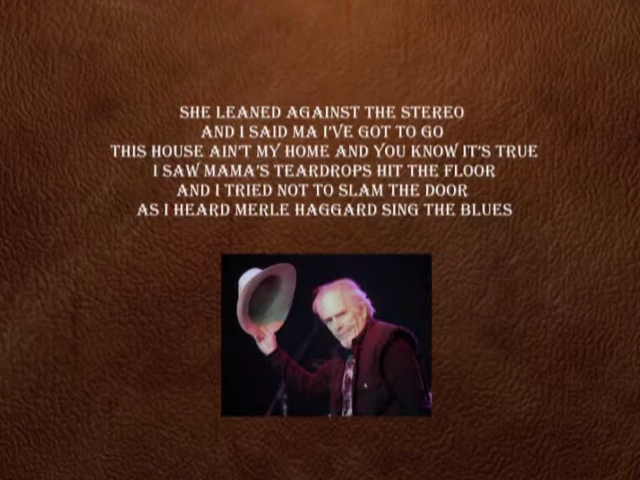 SHE LEANED AGAINST THE STEREO
AND I SAID MA I'VE GOT TO GO
THIS HOUSE AIN'T MY HOME AND YOU KNOW IT'S TRUE
I SAW MAMA'S TEARDROPS HIT THE FLOOR
AND I TRIED NOT TO SLAM THE DOOR
AS I HEARD MERLE HAGGARD SING THE BLUES